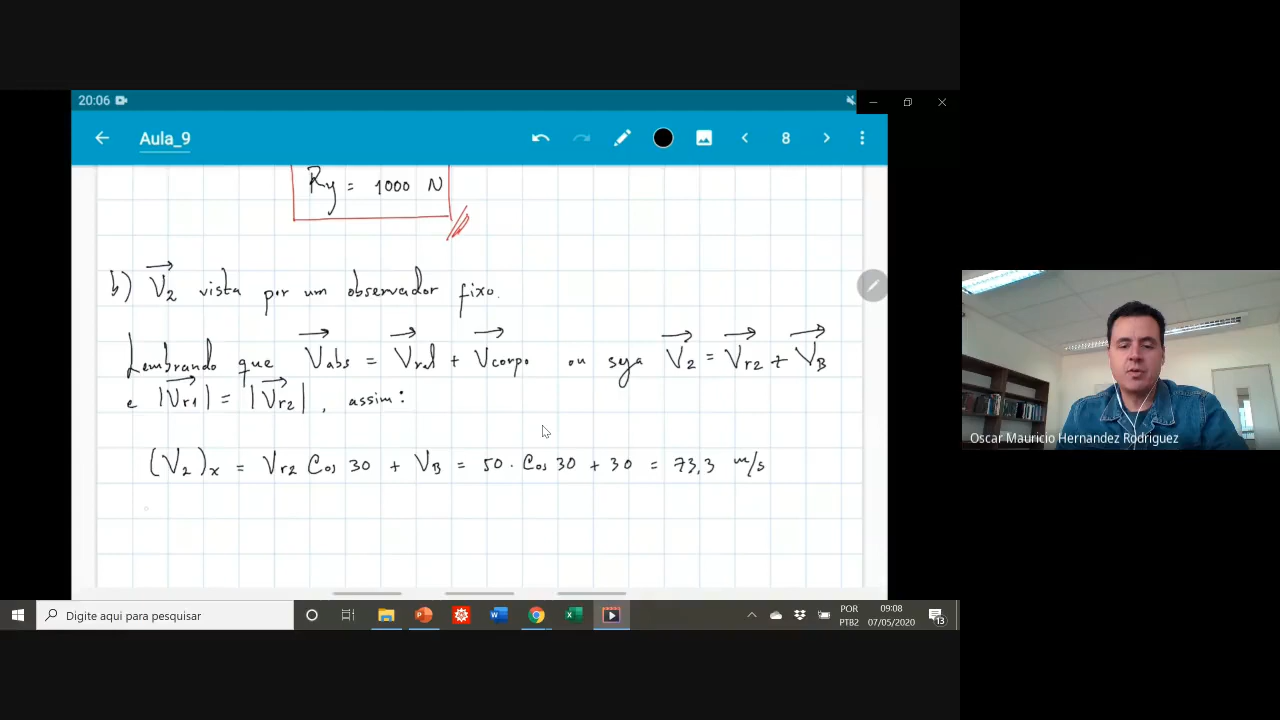 20:06
Aula_9
8
Ry = 1000 N
b) V2 vista por um observador fixo.
Lembrando que Vabs = Vrel + Vcorpo ou seja V2 = Vr2 + VB
e |Vr1| = |Vr2|, assim:
(V2)x = Vr2 Cos 30 + VB = 50 . Cos 30 + 30 = 73,3 m/s
Oscar Mauricio Hernandez Rodriguez
Digite aqui para pesquisar
POR
PTB2
09:08
07/05/2020
13